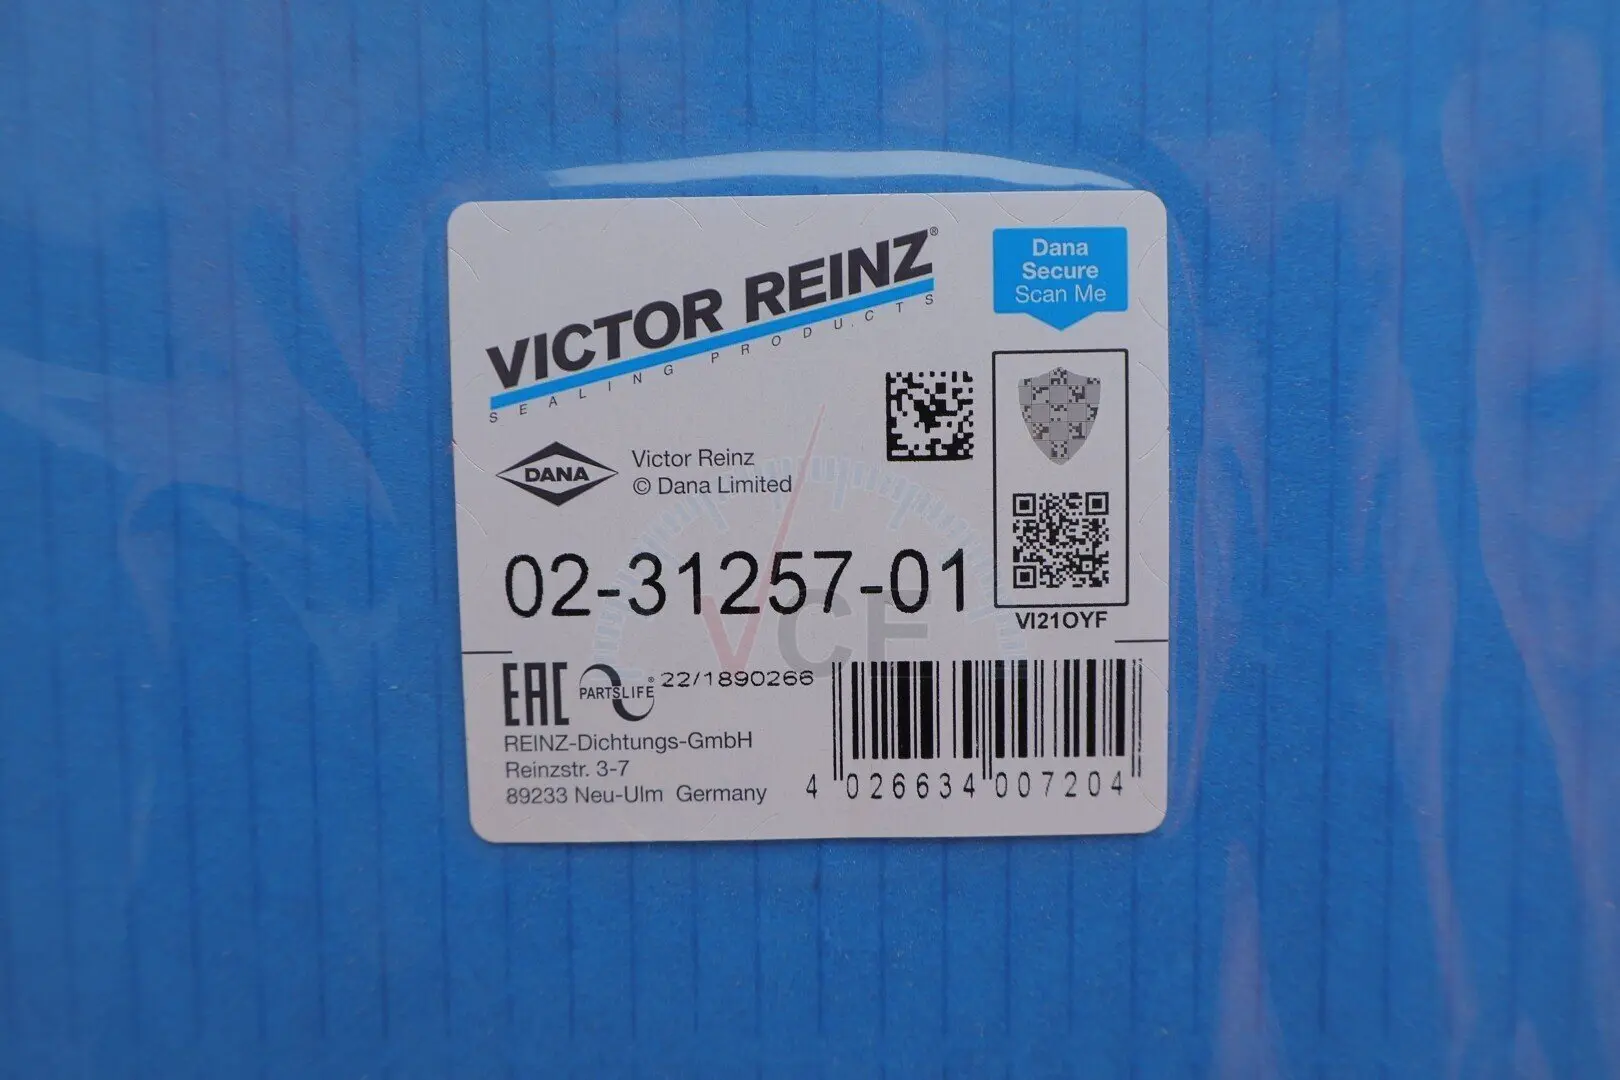 VICTOR REINZ®
SEALING PRODUCTS
Dana
Secure
Scan Me
DANA
Victor Reinz
© Dana Limited
02-31257-01
VI21OYF
VCF
EAC PARTSLIFE® 22/1890266
REINZ-Dichtungs-GmbH
Reinzstr. 3-7
89233 Neu-Ulm Germany
4 026634 007204